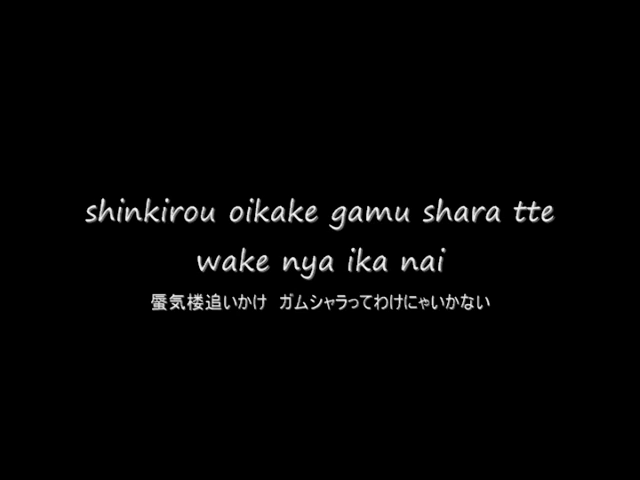 shinkirou oikake gamu shara tte
wake nya ika nai
蜃気楼追いかけ ガムシャラってわけにゃいかない